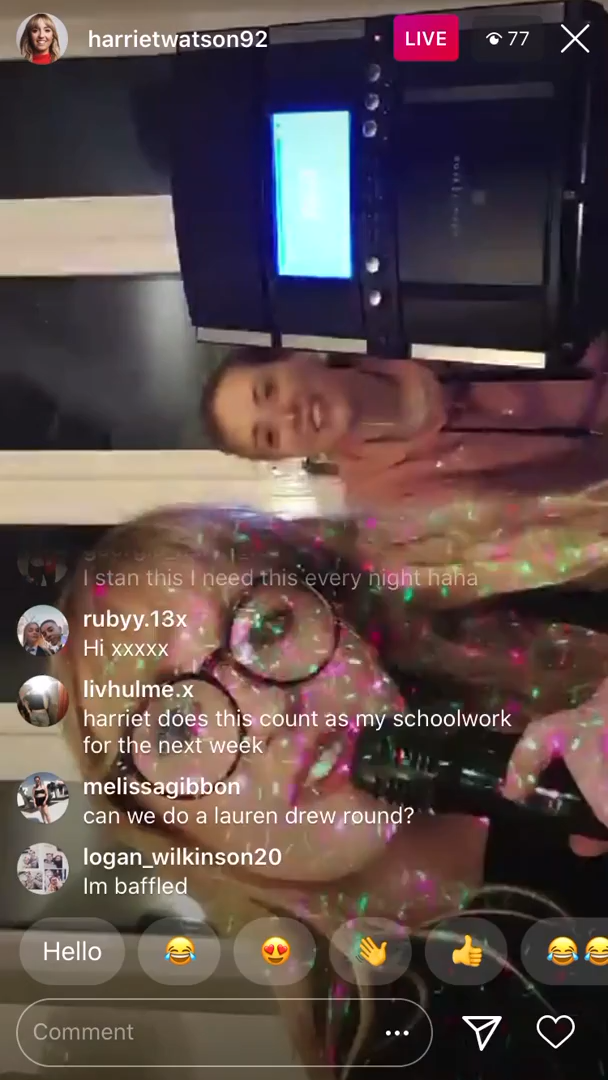 harrietwatson92
LIVE
77
I stan this I need this every night haha
rubyy.13x
Hi xxxxx
livhulme.x
harriet does this count as my schoolwork
for the next week
melissagibbon
can we do a lauren drew round?
logan_wilkinson20
Im baffled
Hello
Comment